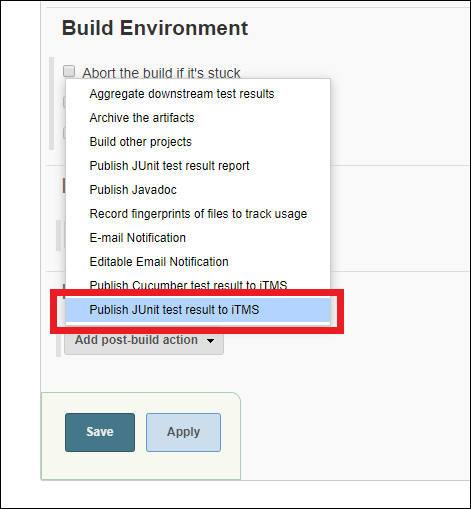 Build Environment
Abort the build if it's stuck
Aggregate downstream test results
Archive the artifacts
Build other projects
Publish JUnit test result report
Publish Javadoc
Record fingerprints of files to track usage
E-mail Notification
Editable Email Notification
Publish Cucumber test result to iTMS
Publish JUnit test result to iTMS
Add post-build action
Save
Apply